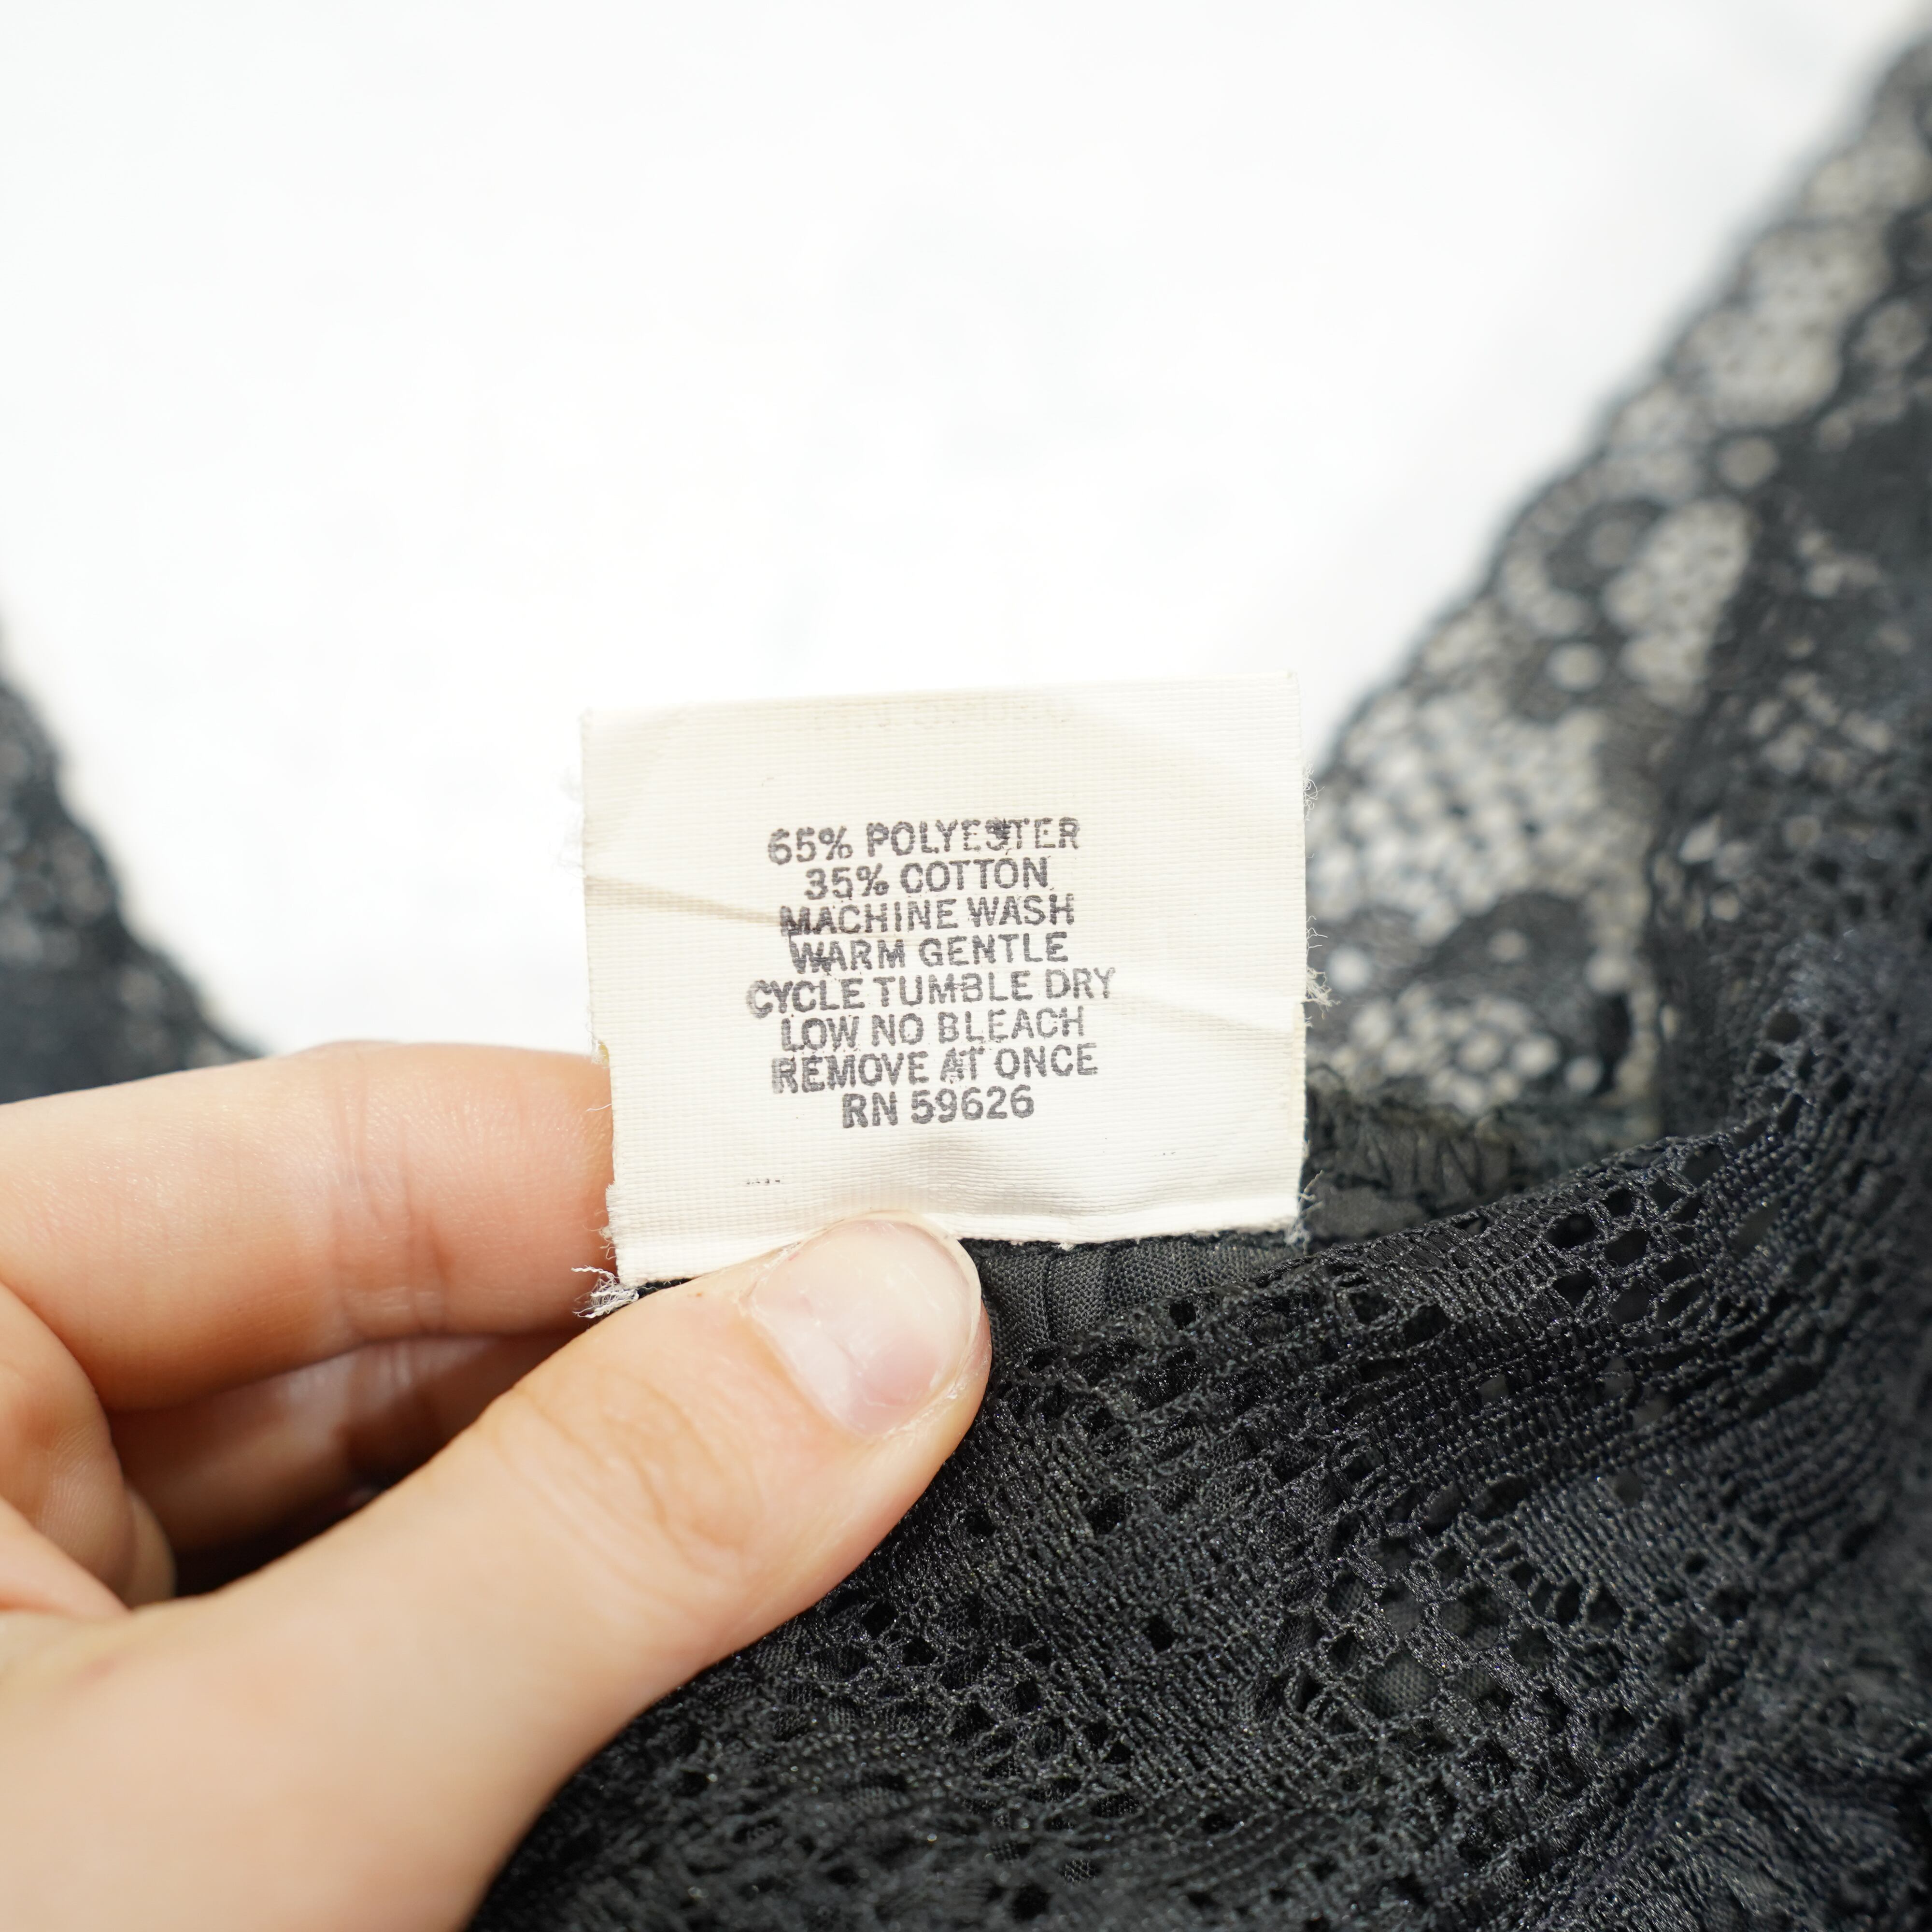 65% POLYESTER
35% COTTON
MACHINE WASH
WARM GENTLE
CYCLE TUMBLE DRY
LOW NO BLEACH
REMOVE AT ONCE
RN 59626